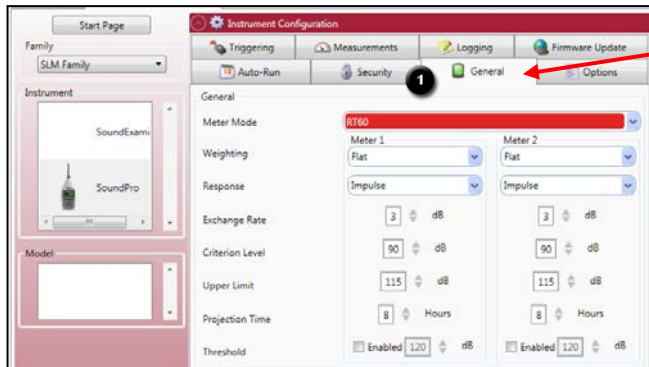 Start Page
Family
SLM Family
Instrument
SoundExami
SoundPro
Model
Instrument Configuration
Triggering
Measurements
Logging
Firmware Update
Auto-Run
Security
1
General
Options
General
Meter Mode
RT60
Meter 1
Meter 2
Weighting
Flat
Flat
Response
Impulse
Impulse
Exchange Rate
3 dB
3 dB
Criterion Level
90 dB
90 dB
Upper Limit
115 dB
115 dB
Projection Time
8 Hours
8 Hours
Threshold
Enabled 120 dB
Enabled 120 dB